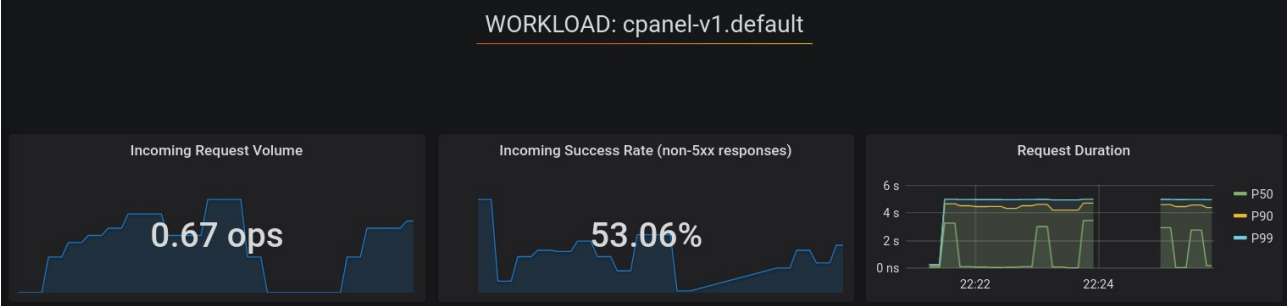 WORKLOAD: cpanel-v1.default
Incoming Request Volume
0.67 ops
Incoming Success Rate (non-5xx responses)
53.06%
Request Duration
6 s
4 s
2 s
0 ns
22:22
22:24
P50
P90
P99